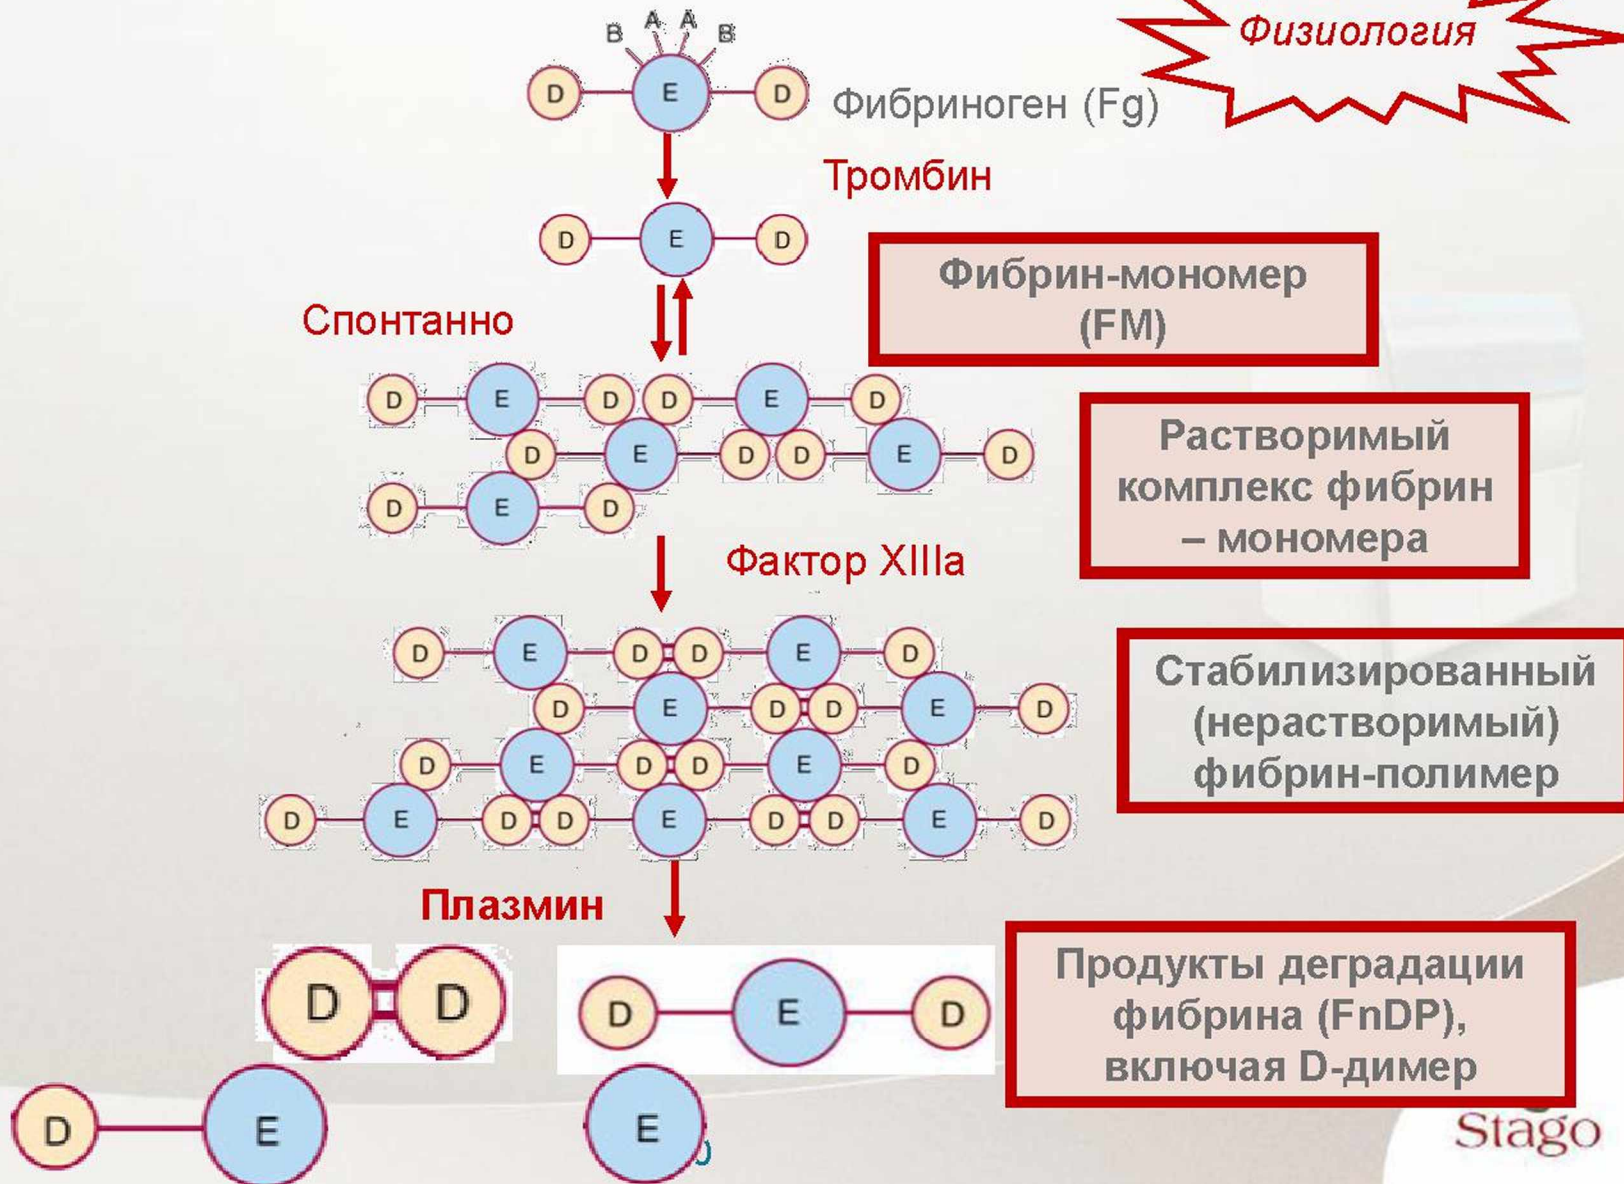 Физиология
B A A B
D E D
Фибриноген (Fg)
Тромбин
D E D
Фибрин-мономер
(FM)
Спонтанно
D E D D E D
D E D D E D
D E D
Растворимый
комплекс фибрин
– мономера
Фактор XIIIa
D E D D E D
D E D D E D
D E D D E D
D E D D E D D E D
Стабилизированный
(нерастворимый)
фибрин-полимер
Плазмин
D D
D E D
D E
E
Продукты деградации
фибрина (FnDP),
включая D-димер
Stago